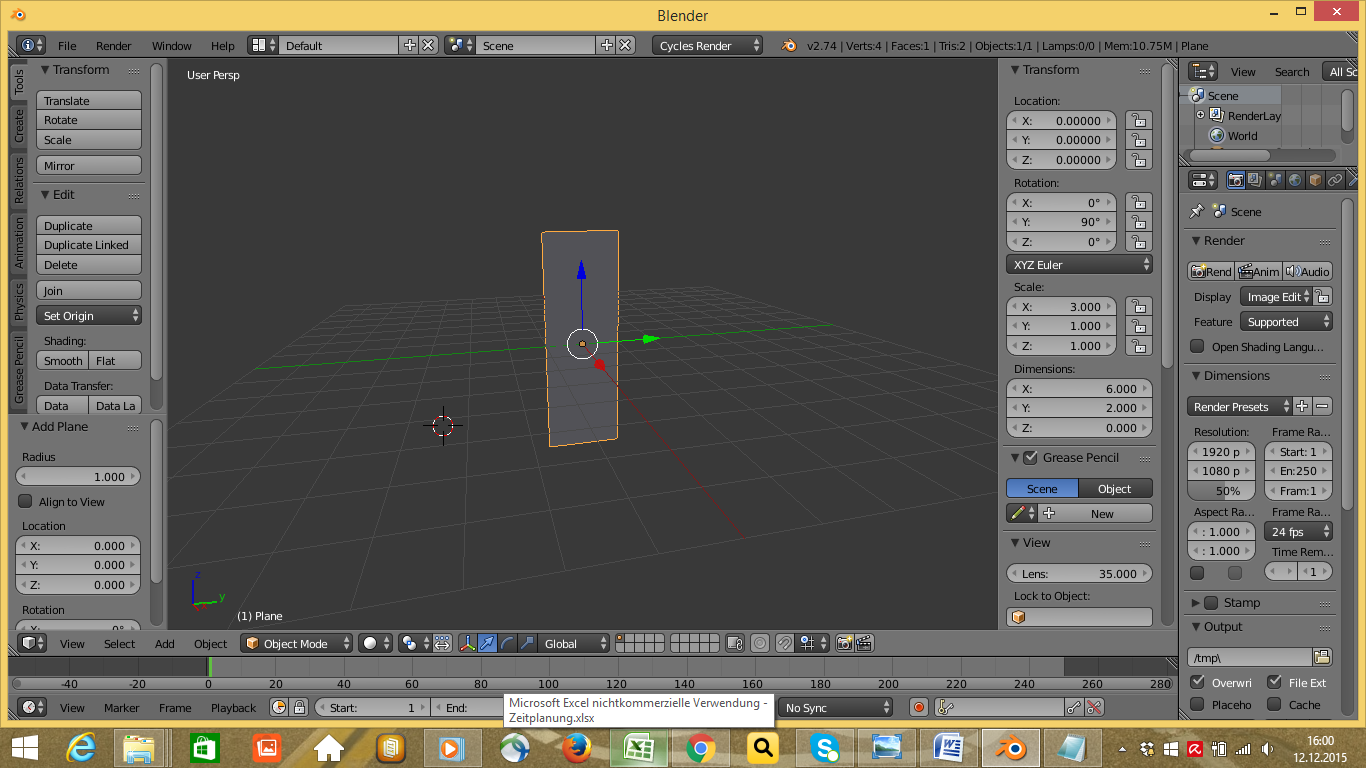 Blender
File Render Window Help Default Scene Cycles Render v2.74 | Verts:4 | Faces:1 | Tris:2 | Objects:1/1 | Lamps:0/0 | Mem:10.75M | Plane
Tools
Create
Relations
Animation
Physics
Grease Pencil
Transform
Translate
Rotate
Scale
Mirror
Edit
Duplicate
Duplicate Linked
Delete
Join
Set Origin
Shading:
Smooth Flat
Data Transfer:
Data Data La
Add Plane
Radius
1.000
Align to View
Location
X: 0.000
Y: 0.000
Z: 0.000
Rotation
X: 0°
User Persp
z
y
(1) Plane
Transform
Location:
X: 0.00000
Y: 0.00000
Z: 0.00000
Rotation:
X: 0°
Y: 90°
Z: 0°
XYZ Euler
Scale:
X: 3.000
Y: 1.000
Z: 1.000
Dimensions:
X: 6.000
Y: 2.000
Z: 0.000
Grease Pencil
Scene Object
New
View
Lens: 35.000
Lock to Object:
View Search All Sc
Scene
RenderLay
World
Scene
Render
Rend Anim Audio
Display Image Edit
Feature Supported
Open Shading Langu...
Dimensions
Render Presets
Resolution: Frame Ra...
1920 p Start: 1
1080 p En:250
50% Fram:1
Aspect Ra... Frame Ra...
: 1.000 24 fps
: 1.000 Time Rem...
1
Stamp
Output
/tmp\
Overwri File Ext
Placeho Cache
View Select Add Object Object Mode Global
-40 -20 0 20 40 60 80 100 120 140 160 180 200 220 240 260 280
View Marker Frame Playback Start: 1 End: No Sync
Microsoft Excel nichtkommerzielle Verwendung -
Zeitplanung.xlsx
16:00
12.12.2015